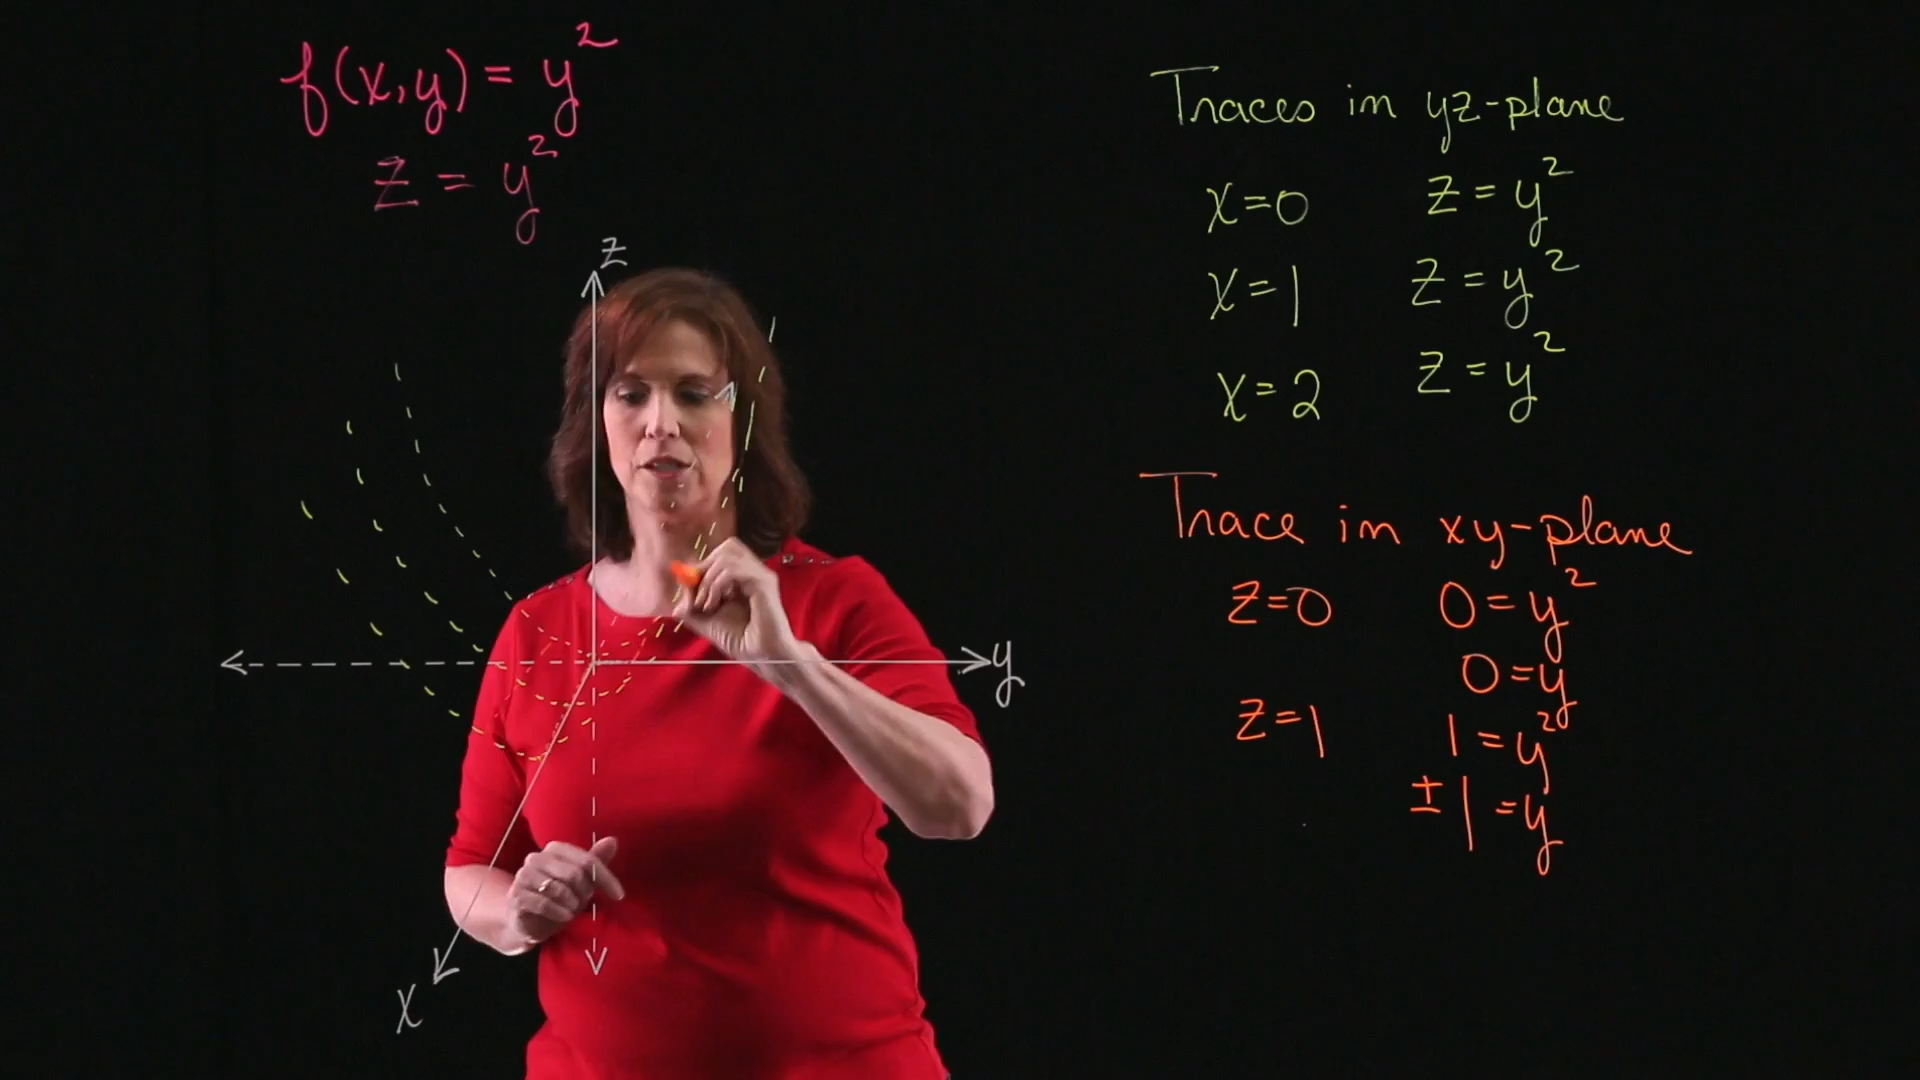 f(x,y) = y²
z = y²
z
y
x
Traces in yz-plane
x=0 z=y²
x=1 z=y²
x=2 z=y²
Trace in xy-plane
z=0 0=y²
0=y
z=1 1=y²
±1=y